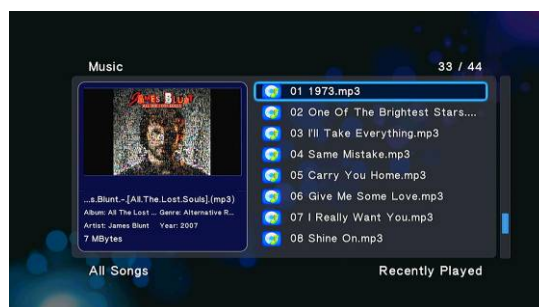 Music
33 / 44
JAMES BLUNT
...s.Blunt.-.[All.The.Lost.Souls].(mp3)
Album: All The Lost ... Genre: Alternative R...
Artist: James Blunt Year: 2007
7 MBytes
01 1973.mp3
02 One Of The Brightest Stars....
03 I'll Take Everything.mp3
04 Same Mistake.mp3
05 Carry You Home.mp3
06 Give Me Some Love.mp3
07 I Really Want You.mp3
08 Shine On.mp3
All Songs
Recently Played